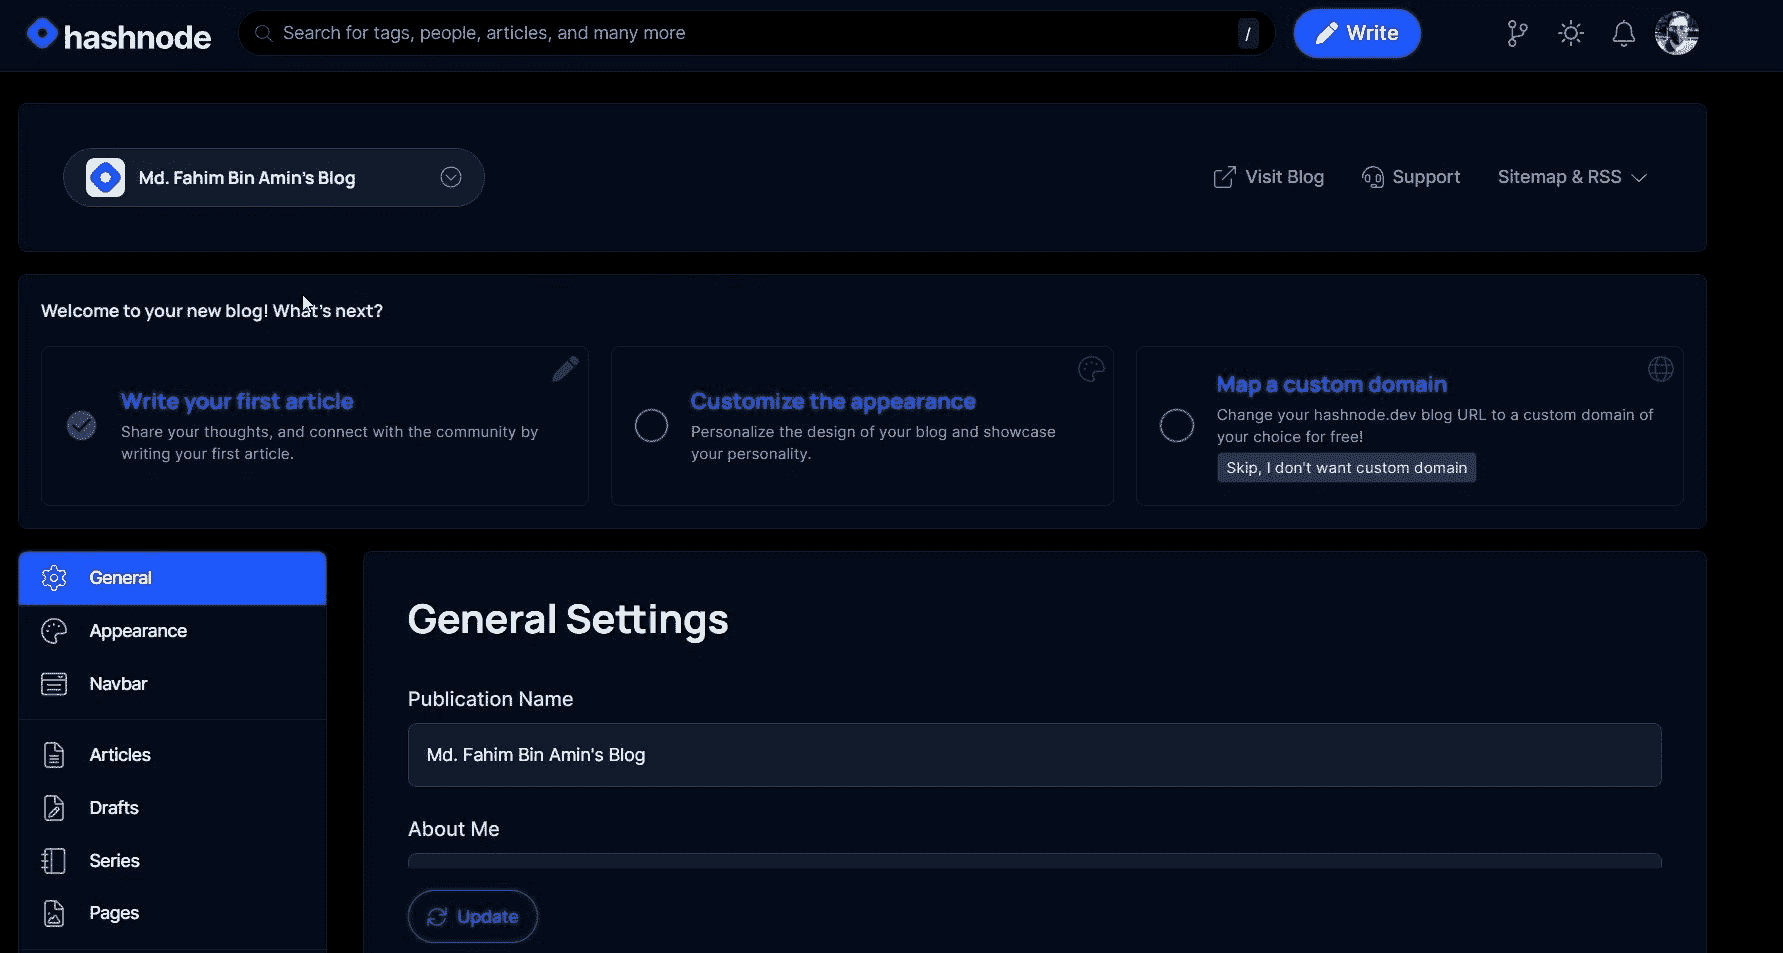 hashnode
Search for tags, people, articles, and many more
/
Write
Md. Fahim Bin Amin's Blog
Visit Blog
Support
Sitemap & RSS
Welcome to your new blog! What's next?
Write your first article
Share your thoughts, and connect with the community by
writing your first article.
Customize the appearance
Personalize the design of your blog and showcase
your personality.
Map a custom domain
Change your hashnode.dev blog URL to a custom domain of
your choice for free!
Skip, I don't want custom domain
General
Appearance
Navbar
Articles
Drafts
Series
Pages
General Settings
Publication Name
Md. Fahim Bin Amin's Blog
About Me
Update